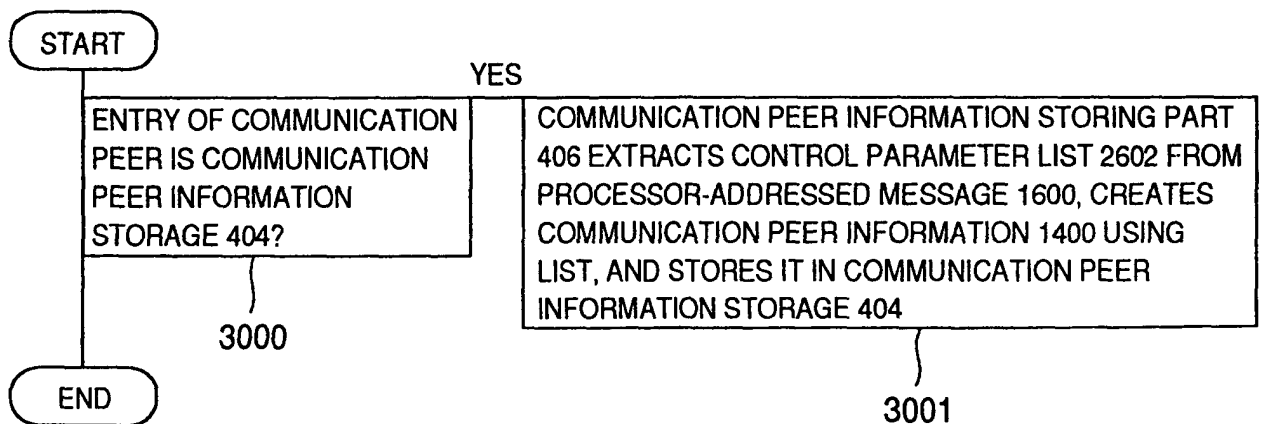 START
YES
ENTRY OF COMMUNICATION
PEER IS COMMUNICATION
PEER INFORMATION
STORAGE 404?
COMMUNICATION PEER INFORMATION STORING PART
406 EXTRACTS CONTROL PARAMETER LIST 2602 FROM
PROCESSOR-ADDRESSED MESSAGE 1600, CREATES
COMMUNICATION PEER INFORMATION 1400 USING
LIST, AND STORES IT IN COMMUNICATION PEER
INFORMATION STORAGE 404
3000
3001
END